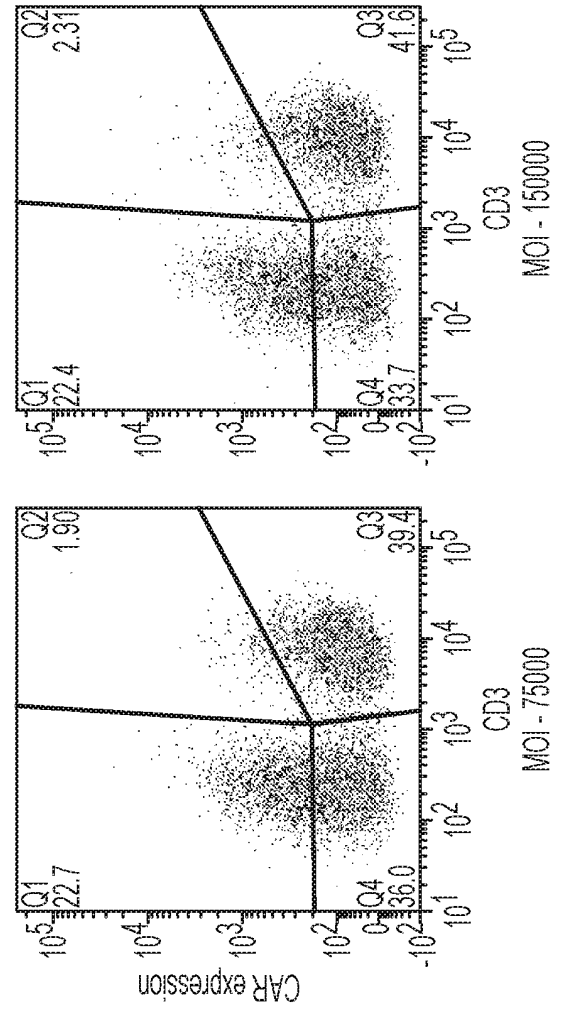 CAR expression
Q1
22.7
Q2
1.90
Q4
36.0
Q3
39.4
10^5
10^4
10^3
10^2
0
-10^2
10^1
10^2
10^3
10^4
10^5
CD3
MOI - 75000
Q1
22.4
Q2
2.31
Q4
33.7
Q3
41.6
10^5
10^4
10^3
10^2
0
-10^2
10^1
10^2
10^3
10^4
10^5
CD3
MOI - 150000